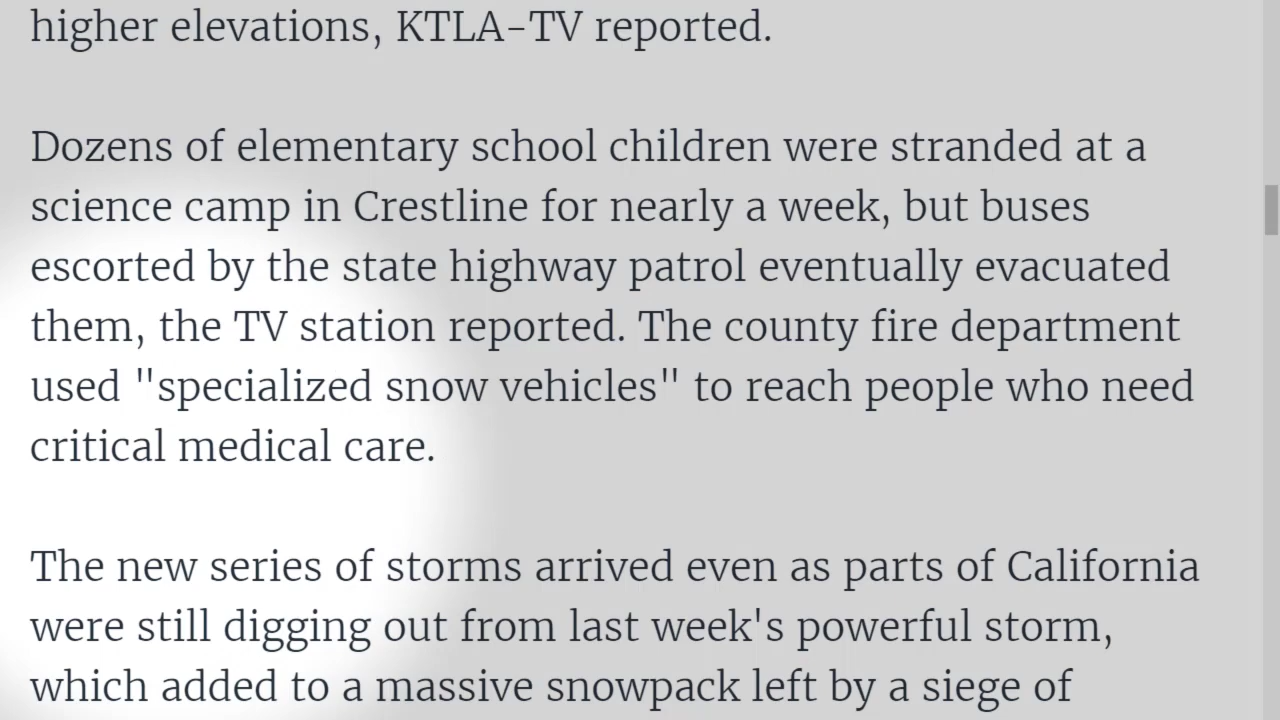 higher elevations, KTLA-TV reported.
Dozens of elementary school children were stranded at a
science camp in Crestline for nearly a week, but buses
escorted by the state highway patrol eventually evacuated
them, the TV station reported. The county fire department
used "specialized snow vehicles" to reach people who need
critical medical care.
The new series of storms arrived even as parts of California
were still digging out from last week's powerful storm,
which added to a massive snowpack left by a siege of